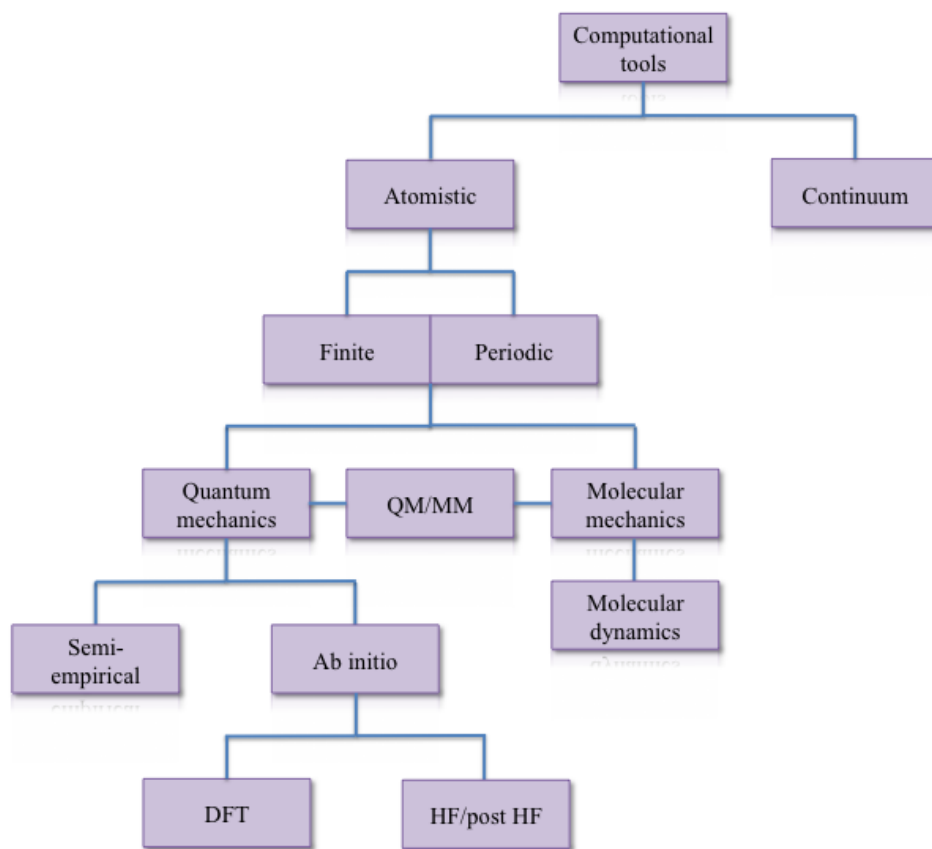 Computational
tools
Atomistic
Continuum
Finite
Periodic
Quantum
mechanics
QM/MM
Molecular
mechanics
Semi-
empirical
Ab initio
Molecular
dynamics
DFT
HF/post HF